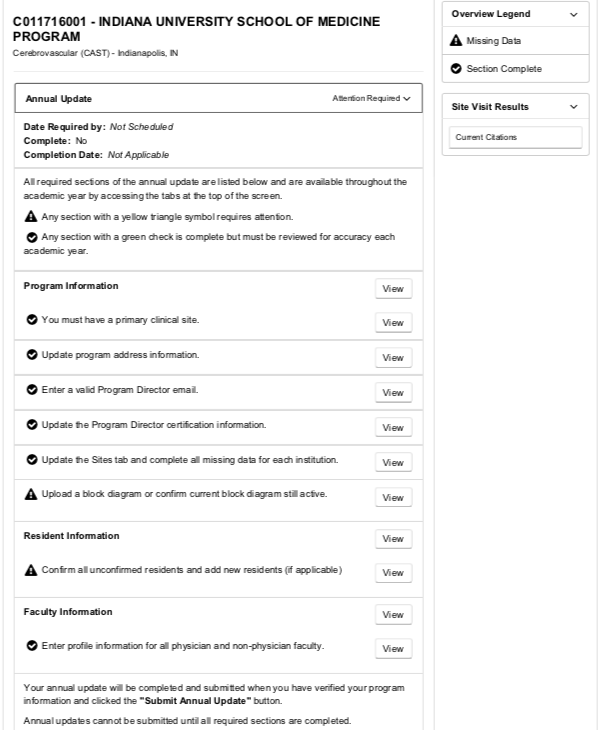 C011716001 - INDIANA UNIVERSITY SCHOOL OF MEDICINE
PROGRAM
Cerebrovascular (CAST) - Indianapolis, IN
Annual Update
Attention Required
Date Required by: Not Scheduled
Complete: No
Completion Date: Not Applicable
All required sections of the annual update are listed below and are available throughout the
academic year by accessing the tabs at the top of the screen.
Any section with a yellow triangle symbol requires attention.
Any section with a green check is complete but must be reviewed for accuracy each
academic year.
Program Information
View
You must have a primary clinical site.
View
Update program address information.
View
Enter a valid Program Director email.
View
Update the Program Director certification information.
View
Update the Sites tab and complete all missing data for each institution.
View
Upload a block diagram or confirm current block diagram still active.
View
Resident Information
View
Confirm all unconfirmed residents and add new residents (if applicable)
View
Faculty Information
View
Enter profile information for all physician and non-physician faculty.
View
Your annual update will be completed and submitted when you have verified your program
information and clicked the "Submit Annual Update" button.
Annual updates cannot be submitted until all required sections are completed.
Overview Legend
Missing Data
Section Complete
Site Visit Results
Current Citations